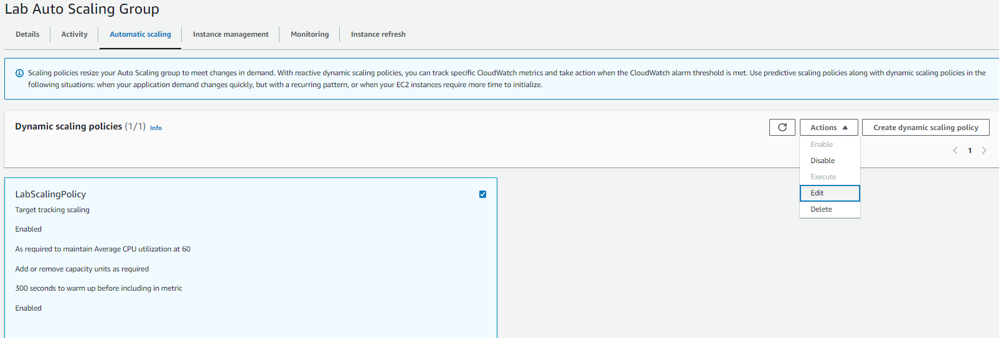 Lab Auto Scaling Group
Details
Activity
Automatic scaling
Instance management
Monitoring
Instance refresh
Scaling policies resize your Auto Scaling group to meet changes in demand. With reactive dynamic scaling policies, you can track specific CloudWatch metrics and take action when the CloudWatch alarm threshold is met. Use predictive scaling policies along with dynamic scaling policies in the
following situations: when your application demand changes quickly, but with a recurring pattern, or when your EC2 instances require more time to initialize.
Dynamic scaling policies (1/1) Info
Actions
Create dynamic scaling policy
Enable
Disable
Execute
Edit
Delete
1
LabScalingPolicy
Target tracking scaling
Enabled
As required to maintain Average CPU utilization at 60
Add or remove capacity units as required
300 seconds to warm up before including in metric
Enabled